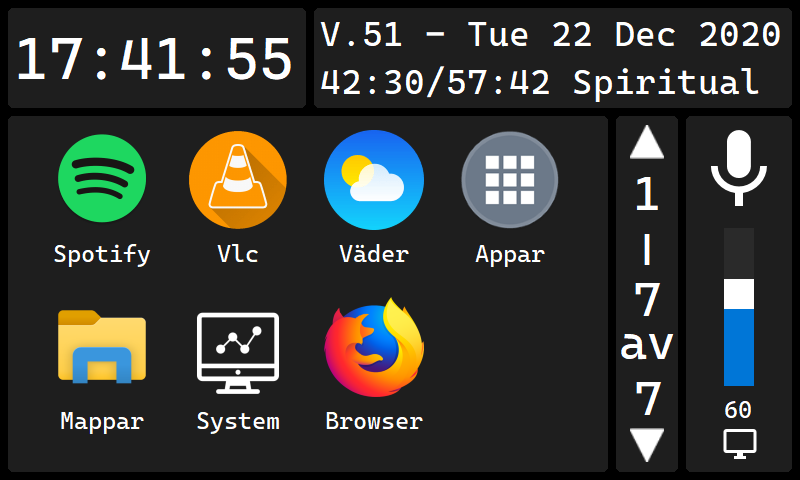 17:41:55
V.51 - Tue 22 Dec 2020
42:30/57:42 Spiritual
Spotify
Vlc
Väder
Appar
Mappar
System
Browser
1
|
7
av
7
60